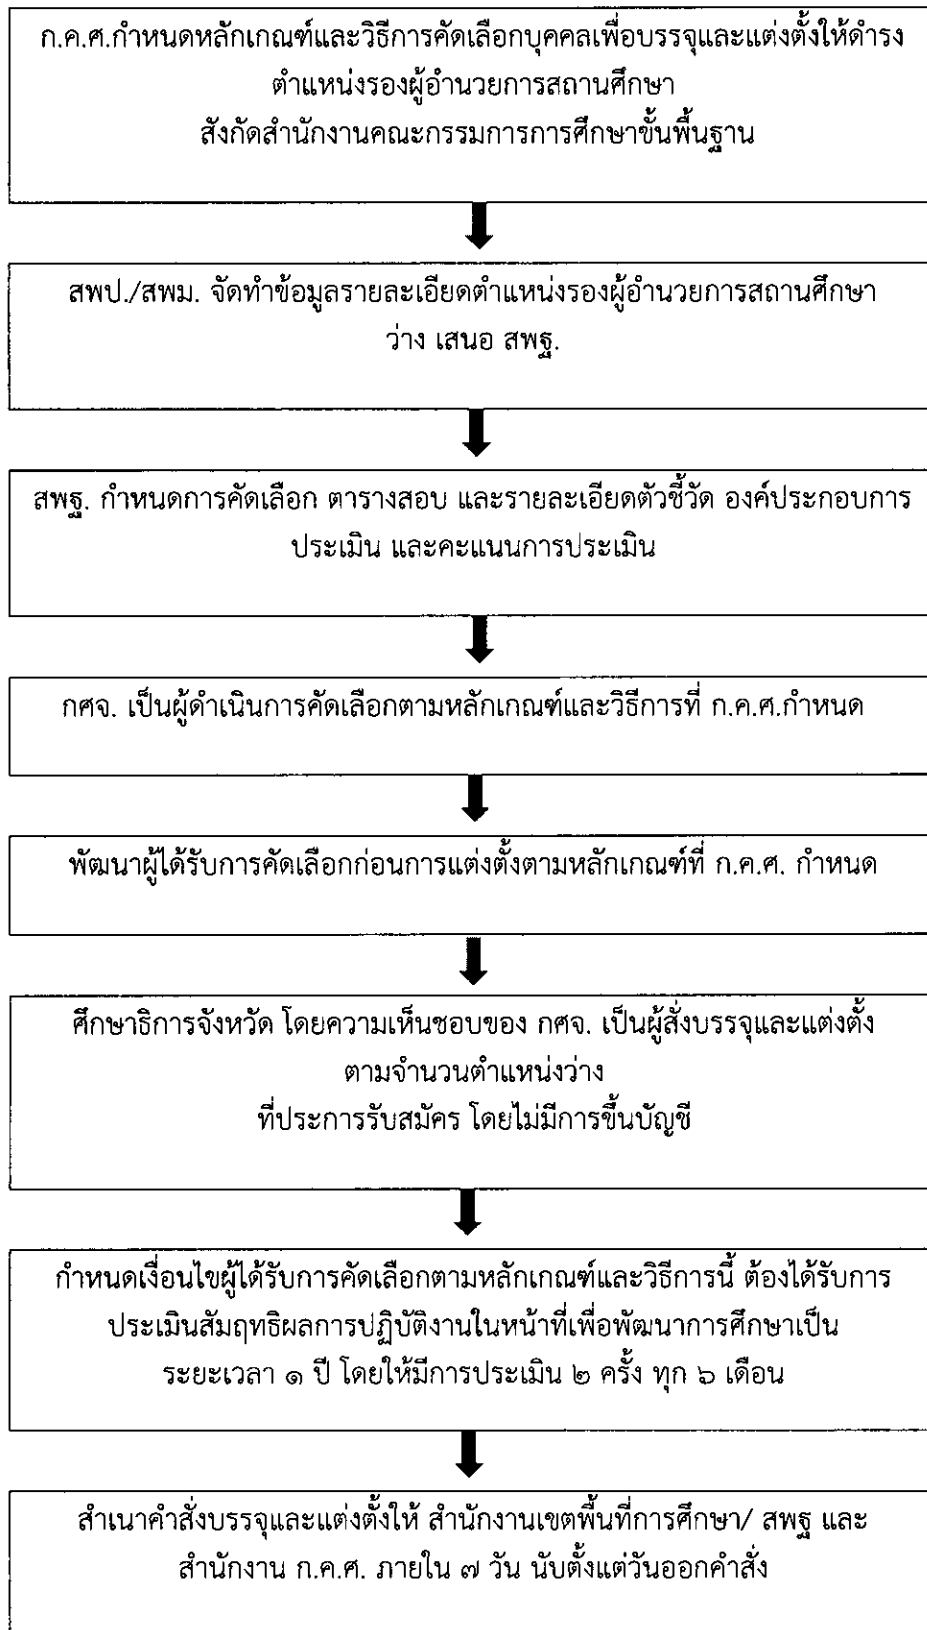 ก.ค.ศ.กำหนดหลักเกณฑ์และวิธีการคัดเลือกบุคคลเพื่อบรรจุและแต่งตั้งให้ดำรง
ตำแหน่งรองผู้อำนวยการสถานศึกษา
สังกัดสำนักงานคณะกรรมการการศึกษาขั้นพื้นฐาน
สพป./สพม. จัดทำข้อมูลรายละเอียดตำแหน่งรองผู้อำนวยการสถานศึกษา
ว่าง เสนอ สพฐ.
สพฐ. กำหนดการคัดเลือก ตารางสอบ และรายละเอียดตัวชี้วัด องค์ประกอบการ
ประเมิน และคะแนนการประเมิน
กศจ. เป็นผู้ดำเนินการคัดเลือกตามหลักเกณฑ์และวิธีการที่ ก.ค.ศ.กำหนด
พัฒนาผู้ได้รับการคัดเลือกก่อนการแต่งตั้งตามหลักเกณฑ์ที่ ก.ค.ศ. กำหนด
ศึกษาธิการจังหวัด โดยความเห็นชอบของ กศจ. เป็นผู้สั่งบรรจุและแต่งตั้ง
ตามจำนวนตำแหน่งว่าง
ที่ประการรับสมัคร โดยไม่มีการขึ้นบัญชี
กำหนดเงื่อนไขผู้ได้รับการคัดเลือกตามหลักเกณฑ์และวิธีการนี้ ต้องได้รับการ
ประเมินสัมฤทธิผลการปฏิบัติงานในหน้าที่เพื่อพัฒนาการศึกษาเป็น
ระยะเวลา ๑ ปี โดยให้มีการประเมิน ๒ ครั้ง ทุก ๖ เดือน
สำเนาคำสั่งบรรจุและแต่งตั้งให้ สำนักงานเขตพื้นที่การศึกษา/ สพฐ และ
สำนักงาน ก.ค.ศ. ภายใน ๗ วัน นับตั้งแต่วันออกคำสั่ง